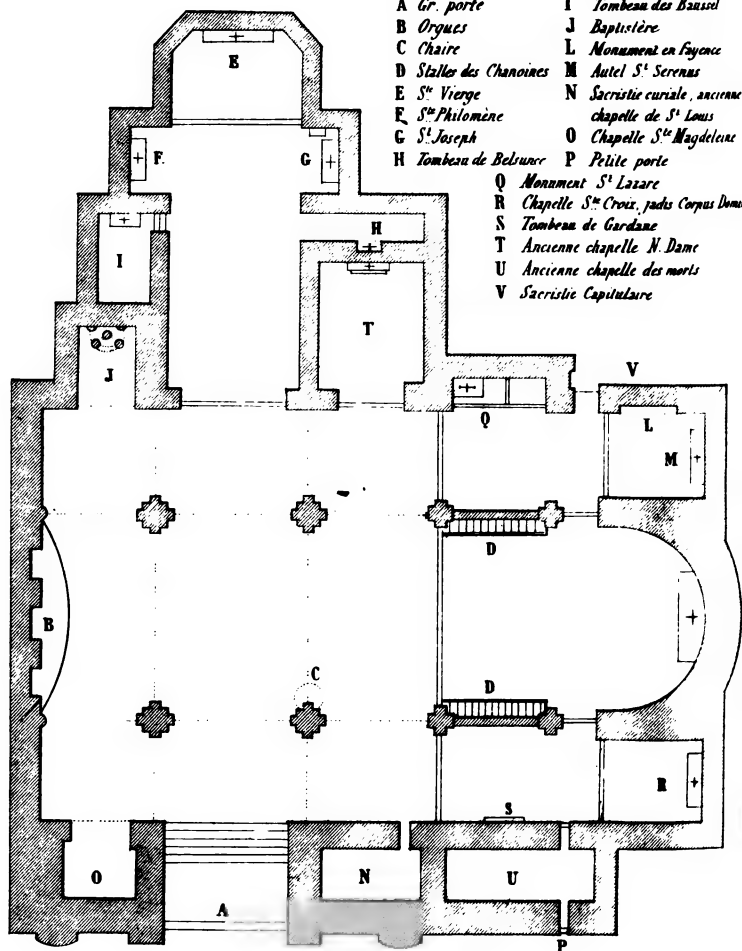 A Gr. porte
B Orgues
C Chaire
D Stalles des Chanoines
E Ste Vierge
F Ste Philomène
G St Joseph
H Tombeau de Belsunce
I Tombeau des Baussel
J Baptistère
L Monument en Fayence
M Autel St Serenus
N Sacristie curiale, ancienne
chapelle de St Louis
O Chapelle Ste Magdeleine
P Petite porte
Q Monument St Lazare
R Chapelle Ste Croix, jadis Corpus
S Tombeau de Gardane
T Ancienne chapelle N. Dame
U Ancienne chapelle des morts
V Sacristie Capitulaire
E
F.
G
H
I
T
J
V
Q
L
M
D
B
C
D
R
S
O
N
U
A
P